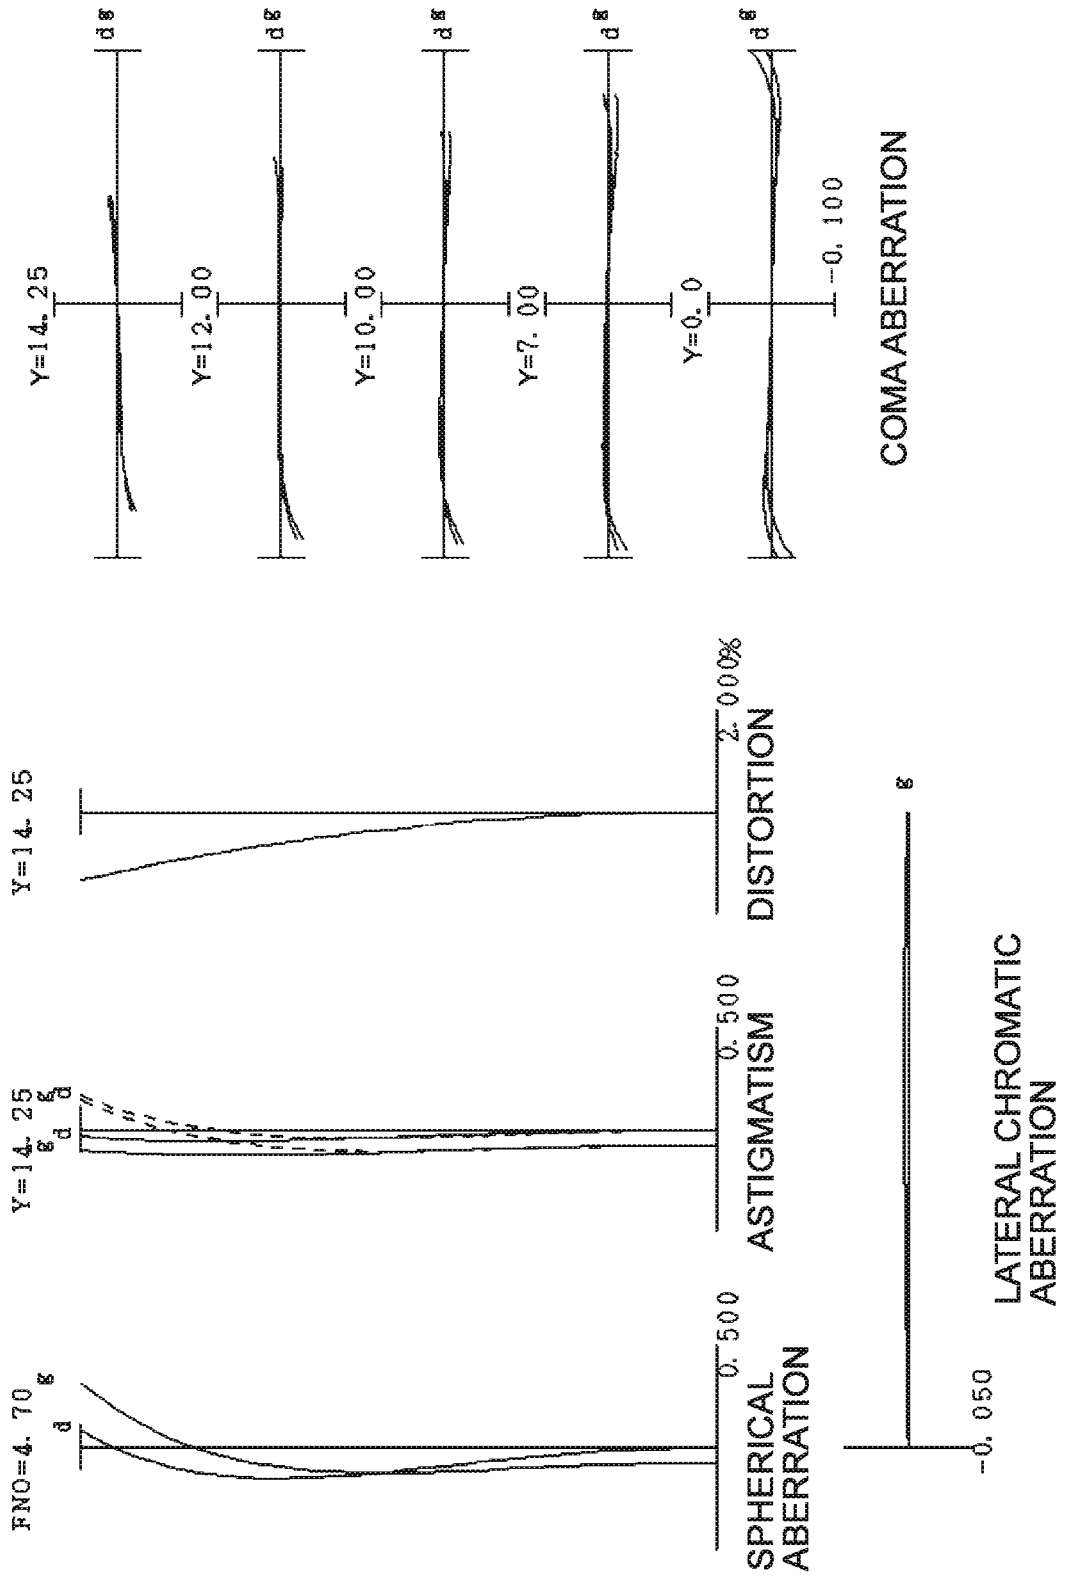 FNO=4. 70
d
g
0. 500
SPHERICAL
ABERRATION
Y=14. 25
g
d
g
d
0. 500
ASTIGMATISM
Y=14. 25
2. 000%
DISTORTION
g
-0. 050
LATERAL CHROMATIC
ABERRATION
Y=14. 25
d g
Y=12. 00
d g
Y=10. 00
d g
Y=7. 00
d g
Y=0. 0
d g
-0. 100
COMA ABERRATION